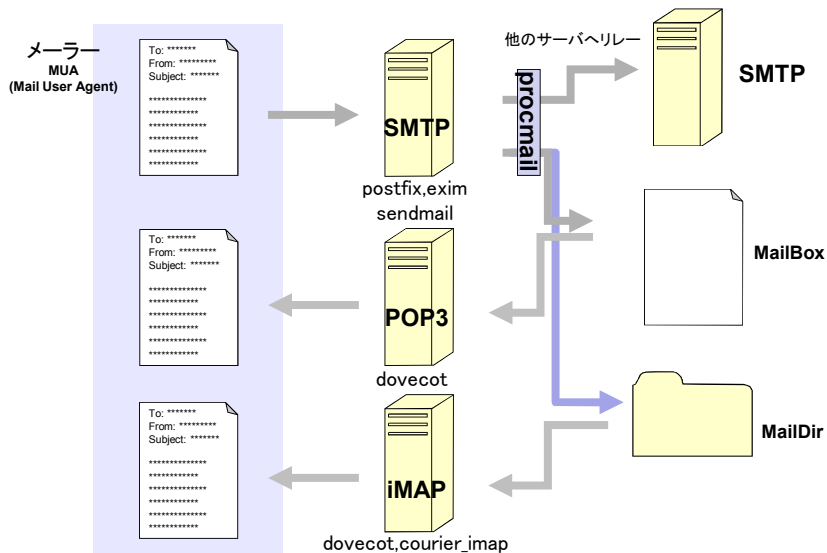 メーラー
MUA
(Mail User Agent)
To: *******
From: *********
Subject: *******
**************
************
**************
************
**************
************
SMTP
postfix,exim
sendmail
procmail
他のサーバへリレー
SMTP
To: *******
From: *********
Subject: *******
**************
************
**************
************
**************
************
POP3
dovecot
MailBox
To: *******
From: *********
Subject: *******
**************
************
**************
************
**************
************
iMAP
dovecot,courier_imap
MailDir